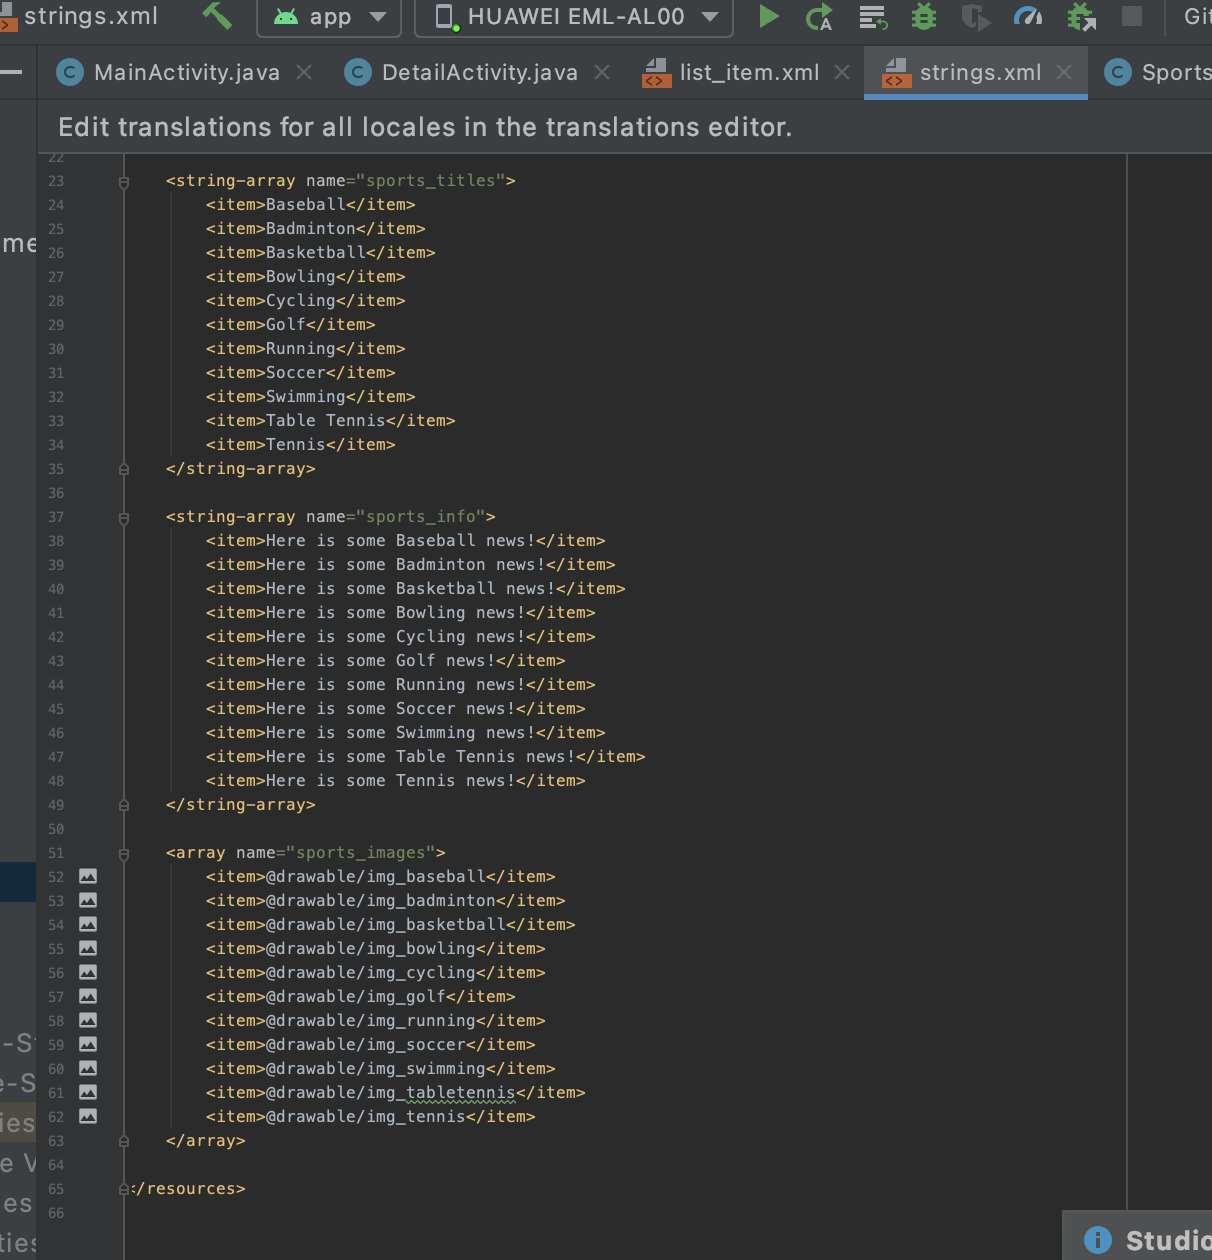 strings.xml app HUAWEI EML-AL00 A Git
MainActivity.java DetailActivity.java list_item.xml strings.xml Sports
Edit translations for all locales in the translations editor.
22
23 <string-array name="sports_titles">
24 <item>Baseball</item>
25 <item>Badminton</item>
26 <item>Basketball</item>
27 <item>Bowling</item>
28 <item>Cycling</item>
29 <item>Golf</item>
30 <item>Running</item>
31 <item>Soccer</item>
32 <item>Swimming</item>
33 <item>Table Tennis</item>
34 <item>Tennis</item>
35 </string-array>
36
37 <string-array name="sports_info">
38 <item>Here is some Baseball news!</item>
39 <item>Here is some Badminton news!</item>
40 <item>Here is some Basketball news!</item>
41 <item>Here is some Bowling news!</item>
42 <item>Here is some Cycling news!</item>
43 <item>Here is some Golf news!</item>
44 <item>Here is some Running news!</item>
45 <item>Here is some Soccer news!</item>
46 <item>Here is some Swimming news!</item>
47 <item>Here is some Table Tennis news!</item>
48 <item>Here is some Tennis news!</item>
49 </string-array>
50
51 <array name="sports_images">
52 <item>@drawable/img_baseball</item>
53 <item>@drawable/img_badminton</item>
54 <item>@drawable/img_basketball</item>
55 <item>@drawable/img_bowling</item>
56 <item>@drawable/img_cycling</item>
57 <item>@drawable/img_golf</item>
58 <item>@drawable/img_running</item>
59 <item>@drawable/img_soccer</item>
60 <item>@drawable/img_swimming</item>
61 <item>@drawable/img_tabletennis</item>
62 <item>@drawable/img_tennis</item>
63 </array>
64
65 </resources>
66
Studio